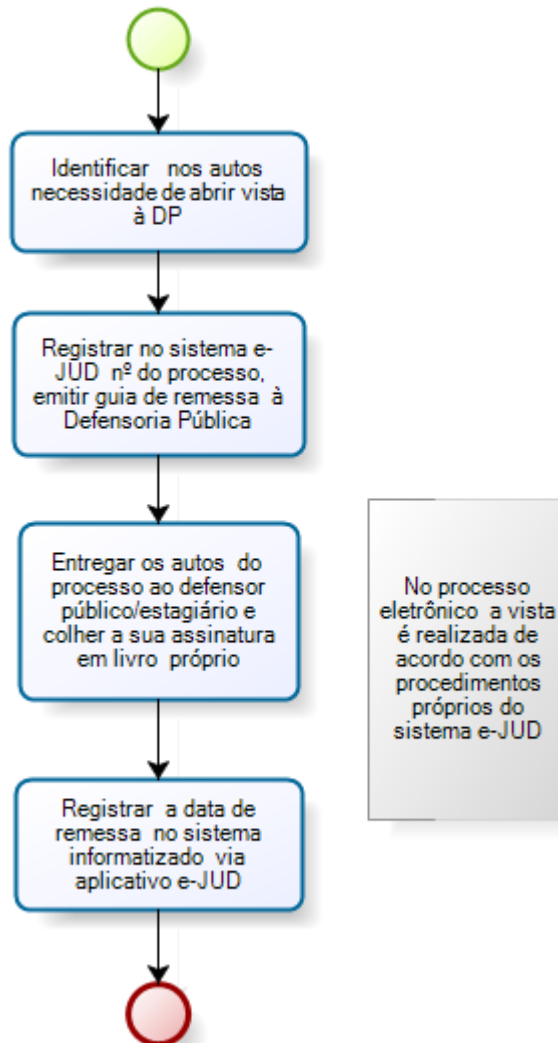 Identificar nos autos
necessidade de abrir vista
à DP
Registrar no sistema e-
JUD nº do processo,
emitir guia de remessa à
Defensoria Pública
Entregar os autos do
processo ao defensor
público/estagiário e
colher a sua assinatura
em livro próprio
No processo
eletrônico a vista
é realizada de
acordo com os
procedimentos
próprios do
sistema e-JUD
Registrar a data de
remessa no sistema
informatizado via
aplicativo e-JUD